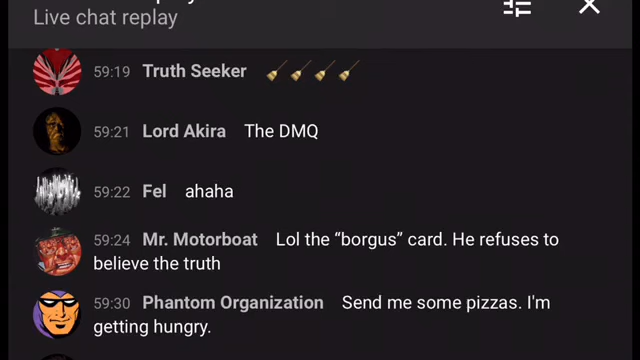 Live chat replay
59:19 Truth Seeker 🧹🧹🧹🧹
59:21 Lord Akira The DMQ
59:22 Fel ahaha
59:24 Mr. Motorboat Lol the “borgus” card. He refuses to
believe the truth
59:30 Phantom Organization Send me some pizzas. I'm
getting hungry.